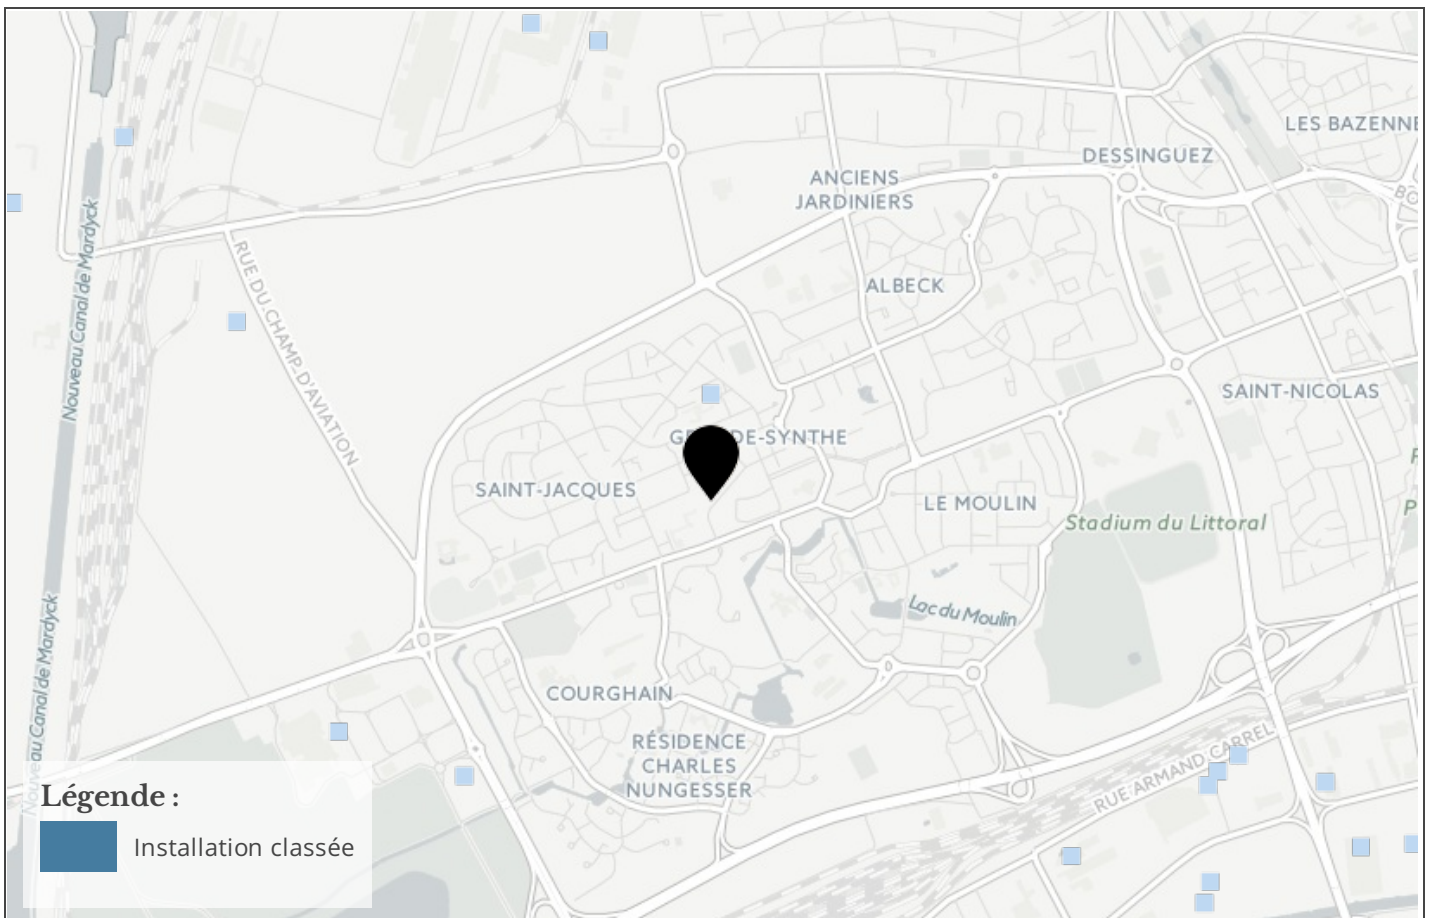 LES BAZENNE
DESSINGUEZ
ANCIENS
JARDINIERS
BO
Nouveau Canal de Mardyck
RUE DU CHAMP D'AVIATION
ALBECK
SAINT-NICOLAS
DE-SYNTHE
SAINT-JACQUES
LE MOULIN
Stadium du Littoral
P
Lac du Moulin
Nouveau Canal de Mardyck
COURGHAIN
RÉSIDENCE
CHARLES
NUNGESSER
RUE ARMAND CARREL
Légende :
Installation classée